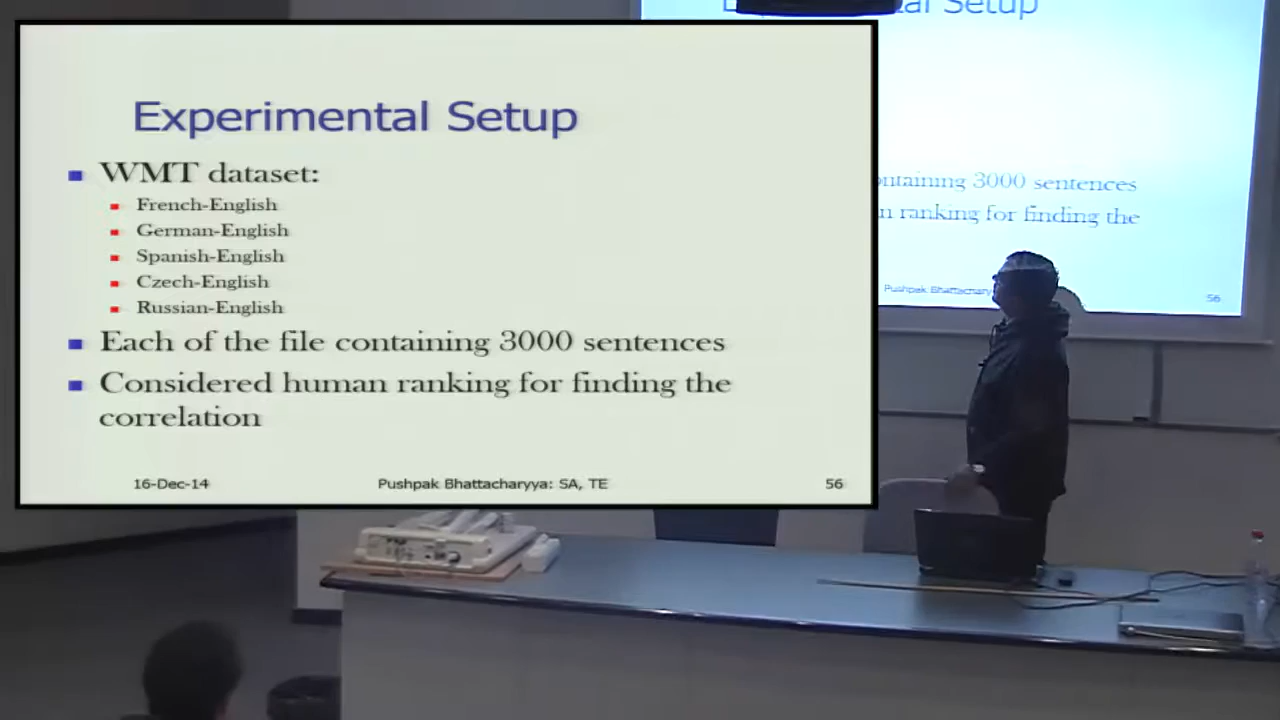 Experimental Setup
WMT dataset:
French-English
German-English
Spanish-English
Czech-English
Russian-English
Each of the file containing 3000 sentences
Considered human ranking for finding the
correlation
16-Dec-14
Pushpak Bhattacharyya: SA, TE
56
Setup
3000 sentences
ranking for finding the
Pushpak
56